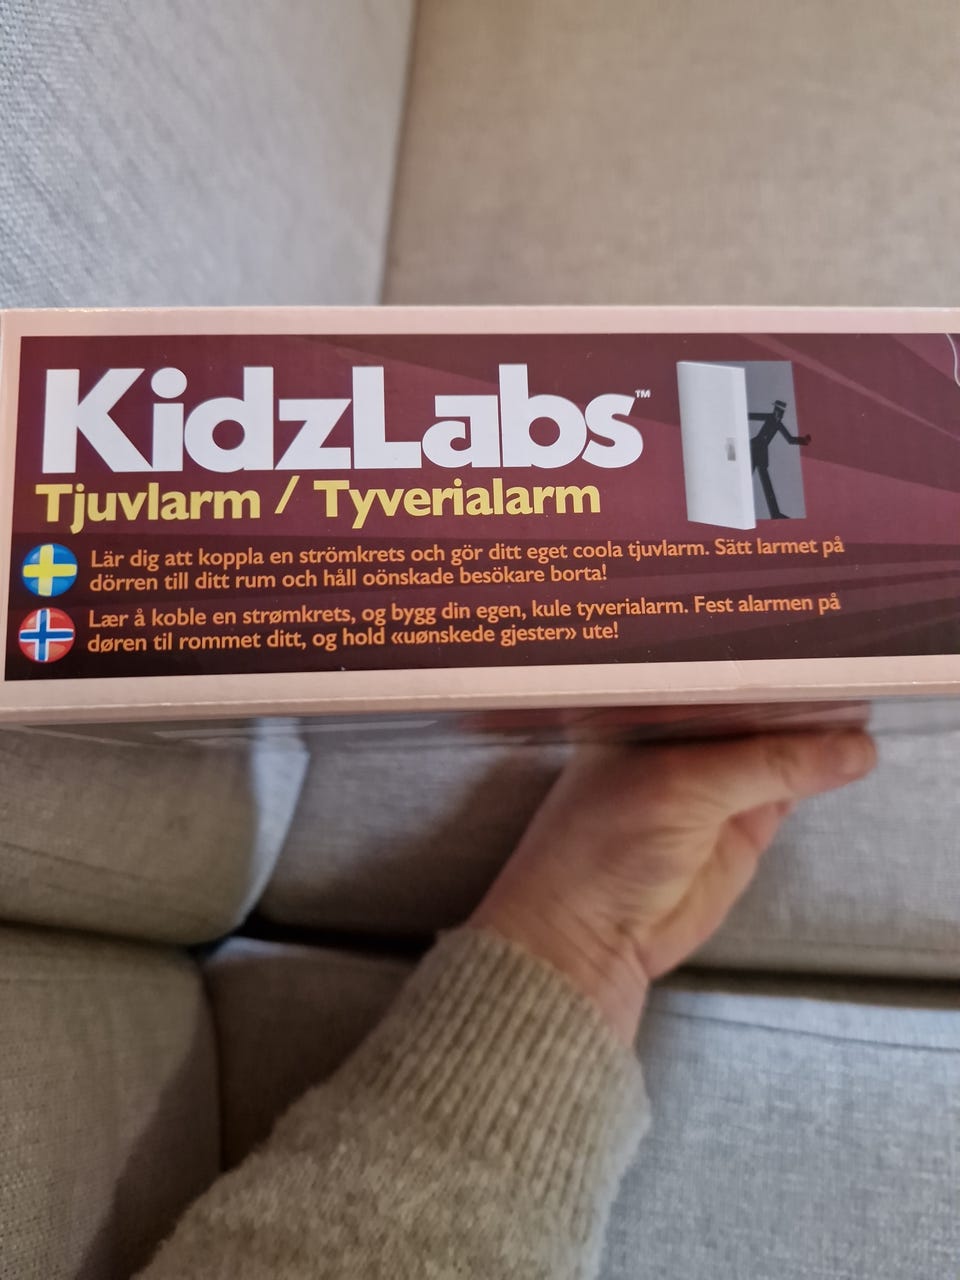 KidzLabs™
Tjuvlarm / Tyverialarm
Lär dig att koppla en strömkrets och gör ditt eget coola tjuvlarm. Sätt larmet på
dörren till ditt rum och håll oönskade besökare borta!
Lær å koble en strømkrets, og bygg din egen, kule tyverialarm. Fest alarmen på
døren til rommet ditt, og hold «uønskede gjester» ute!